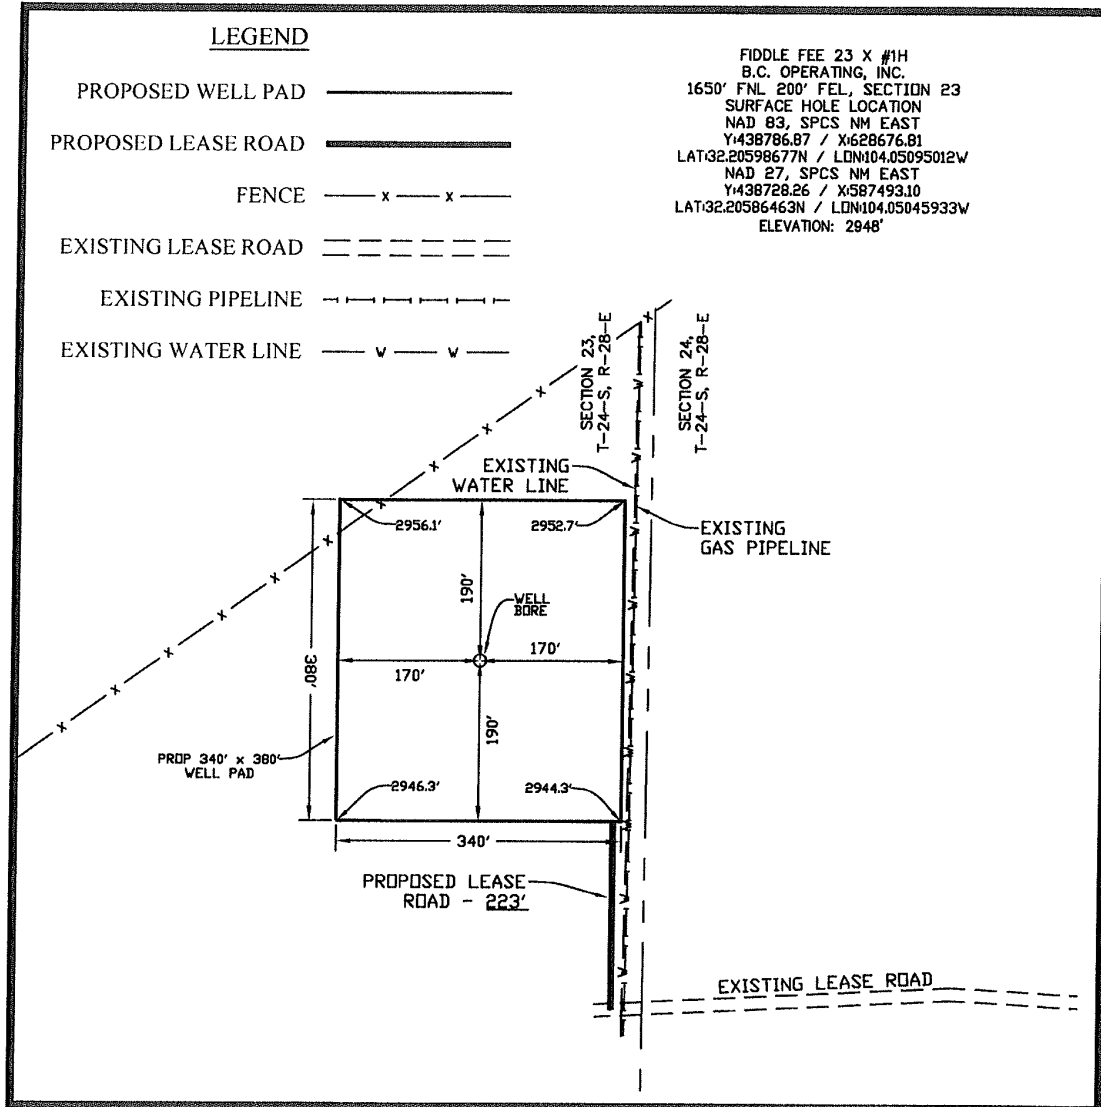 LEGEND
PROPOSED WELL PAD
PROPOSED LEASE ROAD
FENCE x x
EXISTING LEASE ROAD
EXISTING PIPELINE
EXISTING WATER LINE w w
FIDDLE FEE 23 X #1H
B.C. OPERATING, INC.
1650' FNL 200' FEL, SECTION 23
SURFACE HOLE LOCATION
NAD 83, SPCS NM EAST
Y:438786.87 / X:628676.81
LAT:32.20598677N / LON:104.05095012W
NAD 27, SPCS NM EAST
Y:438728.26 / X:587493.10
LAT:32.20586463N / LON:104.05045933W
ELEVATION: 2948'
SECTION 23,
T-24-S, R-28-E
SECTION 24,
T-24-S, R-28-E
EXISTING
WATER LINE
EXISTING
GAS PIPELINE
2956.1'
2952.7'
190'
WELL
BORE
170'
170'
380'
190'
PROP 340' x 380'
WELL PAD
2946.3'
2944.3'
340'
PROPOSED LEASE
ROAD - 223'
EXISTING LEASE ROAD